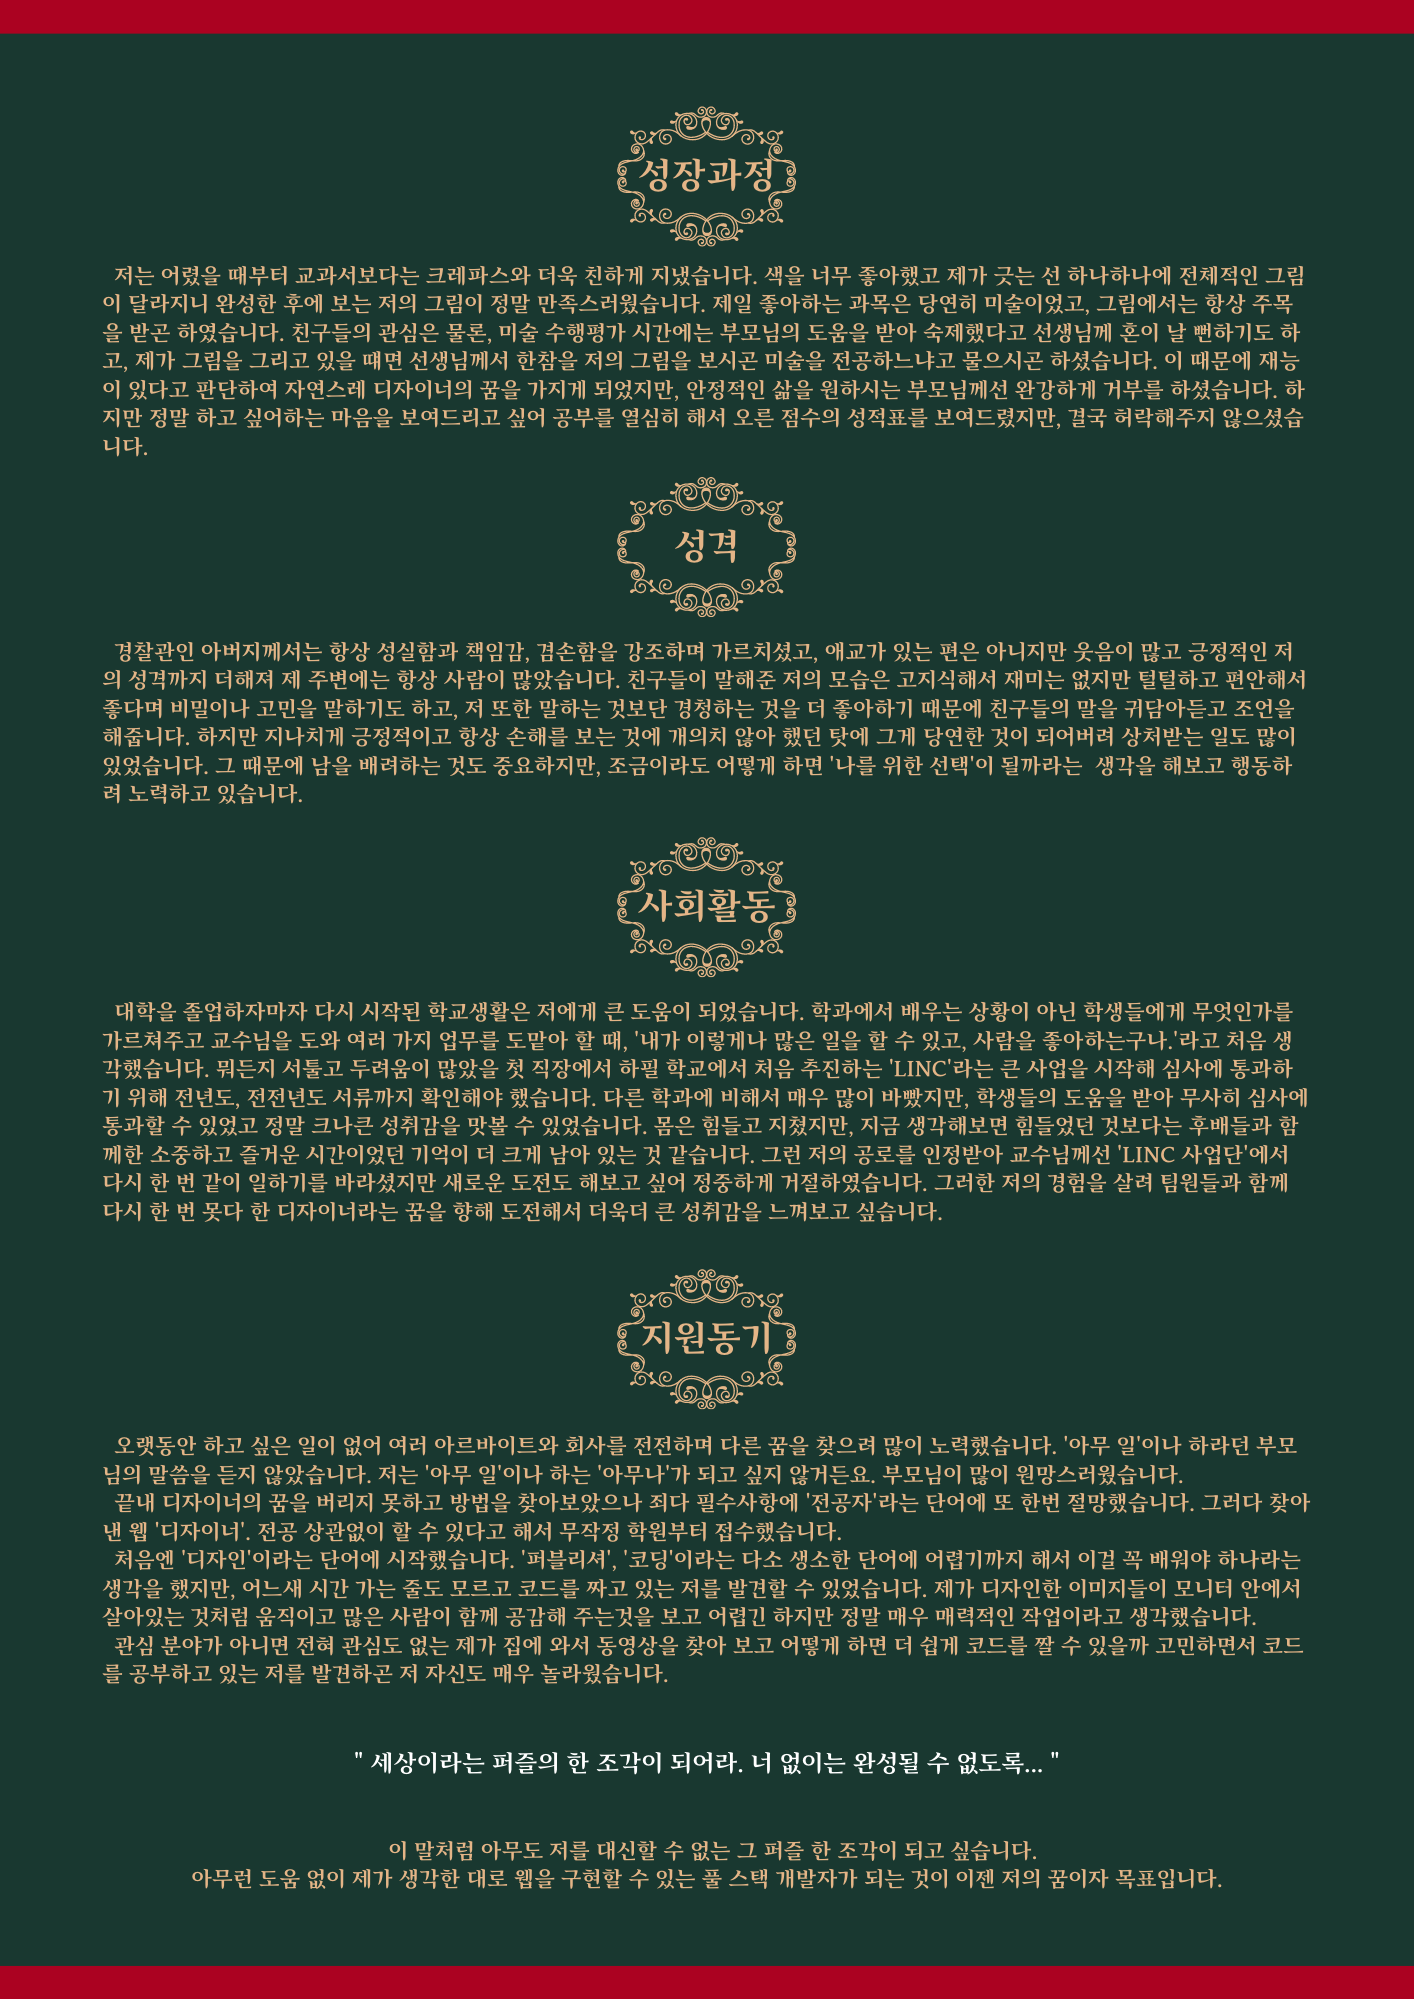 성장과정
저는 어렸을 때부터 교과서보다는 크레파스와 더욱 친하게 지냈습니다. 색을 너무 좋아했고 제가 긋는 선 하나하나에 전체적인 그림
이 달라지니 완성한 후에 보는 저의 그림이 정말 만족스러웠습니다. 제일 좋아하는 과목은 당연히 미술이었고, 그림에서는 항상 주목
을 받곤 하였습니다. 친구들의 관심은 물론, 미술 수행평가 시간에는 부모님의 도움을 받아 숙제했다고 선생님께 혼이 날 뻔하기도 하
고, 제가 그림을 그리고 있을 때면 선생님께서 한참을 저의 그림을 보시곤 미술을 전공하느냐고 물으시곤 하셨습니다. 이 때문에 재능
이 있다고 판단하여 자연스레 디자이너의 꿈을 가지게 되었지만, 안정적인 삶을 원하시는 부모님께선 완강하게 거부를 하셨습니다. 하
지만 정말 하고 싶어하는 마음을 보여드리고 싶어 공부를 열심히 해서 오른 점수의 성적표를 보여드렸지만, 결국 허락해주지 않으셨습
니다.
성격
경찰관인 아버지께서는 항상 성실함과 책임감, 겸손함을 강조하며 가르치셨고, 애교가 있는 편은 아니지만 웃음이 많고 긍정적인 저
의 성격까지 더해져 제 주변에는 항상 사람이 많았습니다. 친구들이 말해준 저의 모습은 고지식해서 재미는 없지만 털털하고 편안해서
좋다며 비밀이나 고민을 말하기도 하고, 저 또한 말하는 것보단 경청하는 것을 더 좋아하기 때문에 친구들의 말을 귀담아듣고 조언을
해줍니다. 하지만 지나치게 긍정적이고 항상 손해를 보는 것에 개의치 않아 했던 탓에 그게 당연한 것이 되어버려 상처받는 일도 많이
있었습니다. 그 때문에 남을 배려하는 것도 중요하지만, 조금이라도 어떻게 하면 '나를 위한 선택'이 될까라는  생각을 해보고 행동하
려 노력하고 있습니다.
사회활동
대학을 졸업하자마자 다시 시작된 학교생활은 저에게 큰 도움이 되었습니다. 학과에서 배우는 상황이 아닌 학생들에게 무엇인가를
가르쳐주고 교수님을 도와 여러 가지 업무를 도맡아 할 때, '내가 이렇게나 많은 일을 할 수 있고, 사람을 좋아하는구나.'라고 처음 생
각했습니다. 뭐든지 서툴고 두려움이 많았을 첫 직장에서 하필 학교에서 처음 추진하는 'LINC'라는 큰 사업을 시작해 심사에 통과하
기 위해 전년도, 전전년도 서류까지 확인해야 했습니다. 다른 학과에 비해서 매우 많이 바빴지만, 학생들의 도움을 받아 무사히 심사에
통과할 수 있었고 정말 크나큰 성취감을 맛볼 수 있었습니다. 몸은 힘들고 지쳤지만, 지금 생각해보면 힘들었던 것보다는 후배들과 함
께한 소중하고 즐거운 시간이었던 기억이 더 크게 남아 있는 것 같습니다. 그런 저의 공로를 인정받아 교수님께선 'LINC 사업단'에서
다시 한 번 같이 일하기를 바라셨지만 새로운 도전도 해보고 싶어 정중하게 거절하였습니다. 그러한 저의 경험을 살려 팀원들과 함께
다시 한 번 못다 한 디자이너라는 꿈을 향해 도전해서 더욱더 큰 성취감을 느껴보고 싶습니다.
지원동기
오랫동안 하고 싶은 일이 없어 여러 아르바이트와 회사를 전전하며 다른 꿈을 찾으려 많이 노력했습니다. '아무 일'이나 하라던 부모
님의 말씀을 듣지 않았습니다. 저는 '아무 일'이나 하는 '아무나'가 되고 싶지 않거든요. 부모님이 많이 원망스러웠습니다.
끝내 디자이너의 꿈을 버리지 못하고 방법을 찾아보았으나 죄다 필수사항에 '전공자'라는 단어에 또 한번 절망했습니다. 그러다 찾아
낸 웹 '디자이너'. 전공 상관없이 할 수 있다고 해서 무작정 학원부터 접수했습니다.
처음엔 '디자인'이라는 단어에 시작했습니다. '퍼블리셔', '코딩'이라는 다소 생소한 단어에 어렵기까지 해서 이걸 꼭 배워야 하나라는
생각을 했지만, 어느새 시간 가는 줄도 모르고 코드를 짜고 있는 저를 발견할 수 있었습니다. 제가 디자인한 이미지들이 모니터 안에서
살아있는 것처럼 움직이고 많은 사람이 함께 공감해 주는것을 보고 어렵긴 하지만 정말 매우 매력적인 작업이라고 생각했습니다.
관심 분야가 아니면 전혀 관심도 없는 제가 집에 와서 동영상을 찾아 보고 어떻게 하면 더 쉽게 코드를 짤 수 있을까 고민하면서 코드
를 공부하고 있는 저를 발견하곤 저 자신도 매우 놀라웠습니다.
" 세상이라는 퍼즐의 한 조각이 되어라. 너 없이는 완성될 수 없도록... "
이 말처럼 아무도 저를 대신할 수 없는 그 퍼즐 한 조각이 되고 싶습니다.
아무런 도움 없이 제가 생각한 대로 웹을 구현할 수 있는 풀 스택 개발자가 되는 것이 이젠 저의 꿈이자 목표입니다.